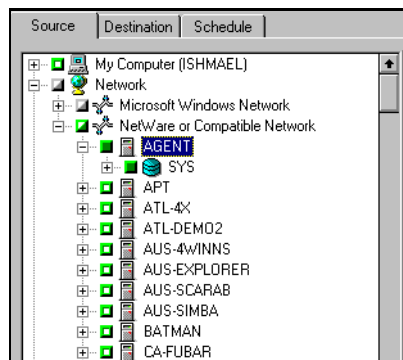 Source Destination Schedule
My Computer (ISHMAEL)
Network
Microsoft Windows Network
NetWare or Compatible Network
AGENT
SYS
APT
ATL-4X
ATL-DEMO2
AUS-4WINNS
AUS-EXPLORER
AUS-SCARAB
AUS-SIMBA
BATMAN
CA-FUBAR